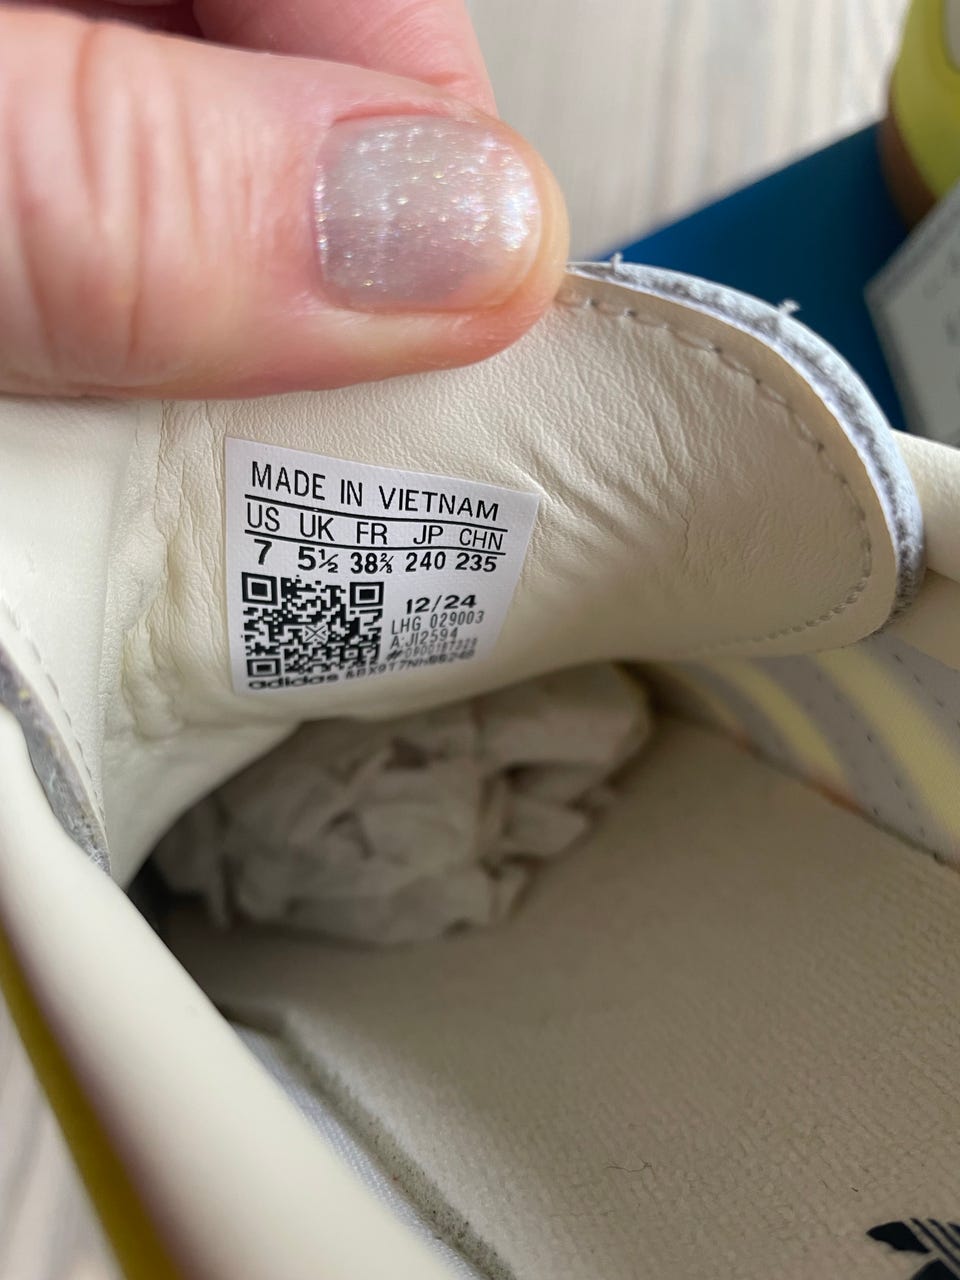 MADE IN VIETNAM
US UK FR JP CHN
7 5½ 38⅔ 240 235
12/24
LHG 029003
A:JI2594
adidas